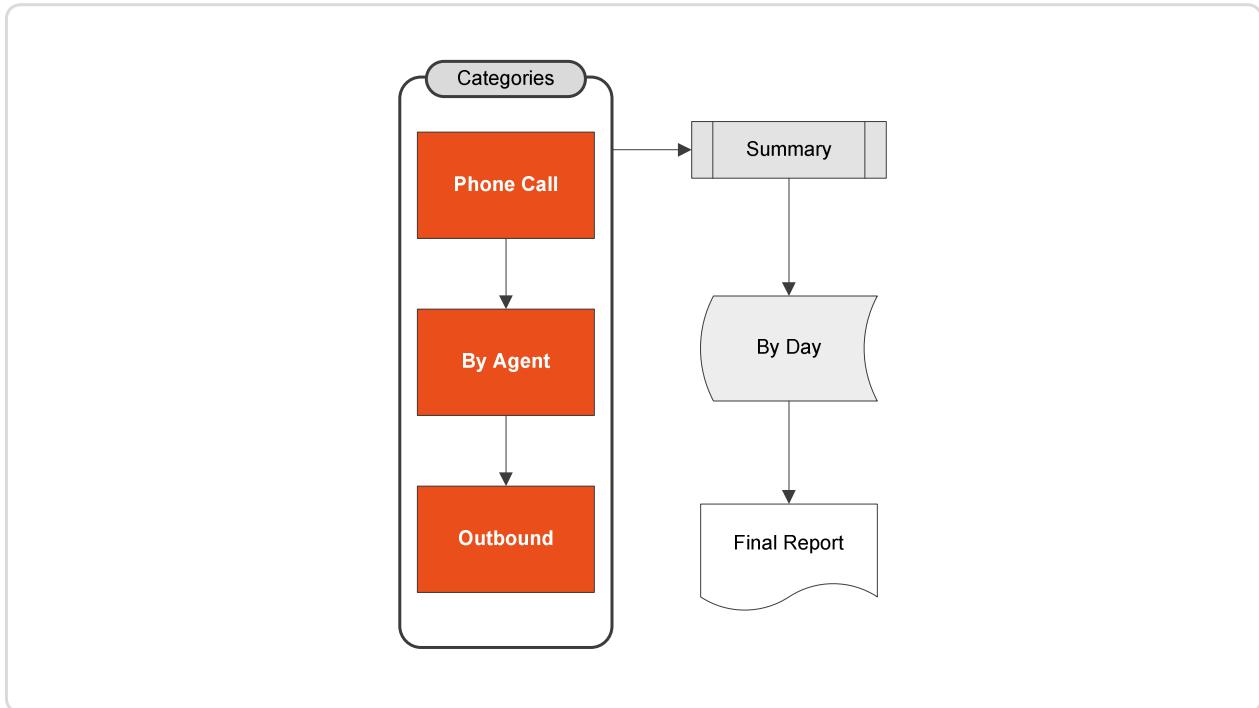 Categories
Phone Call
By Agent
Outbound
Summary
By Day
Final Report